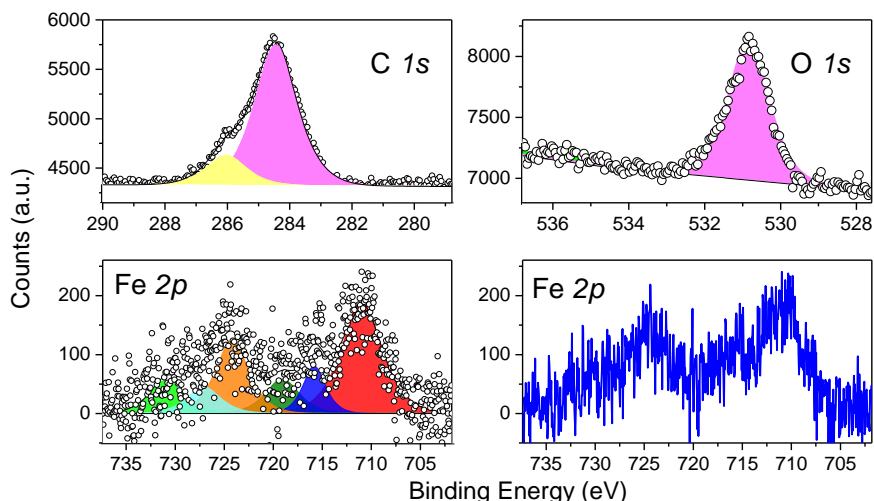 6000
5500
5000
4500
C 1s
290 288 286 284 282 280
8000
7500
7000
O 1s
536 534 532 530 528
Counts (a.u.)
Fe 2p
200
100
0
735 730 725 720 715 710 705
Fe 2p
200
100
0
735 730 725 720 715 710 705
Binding Energy (eV)